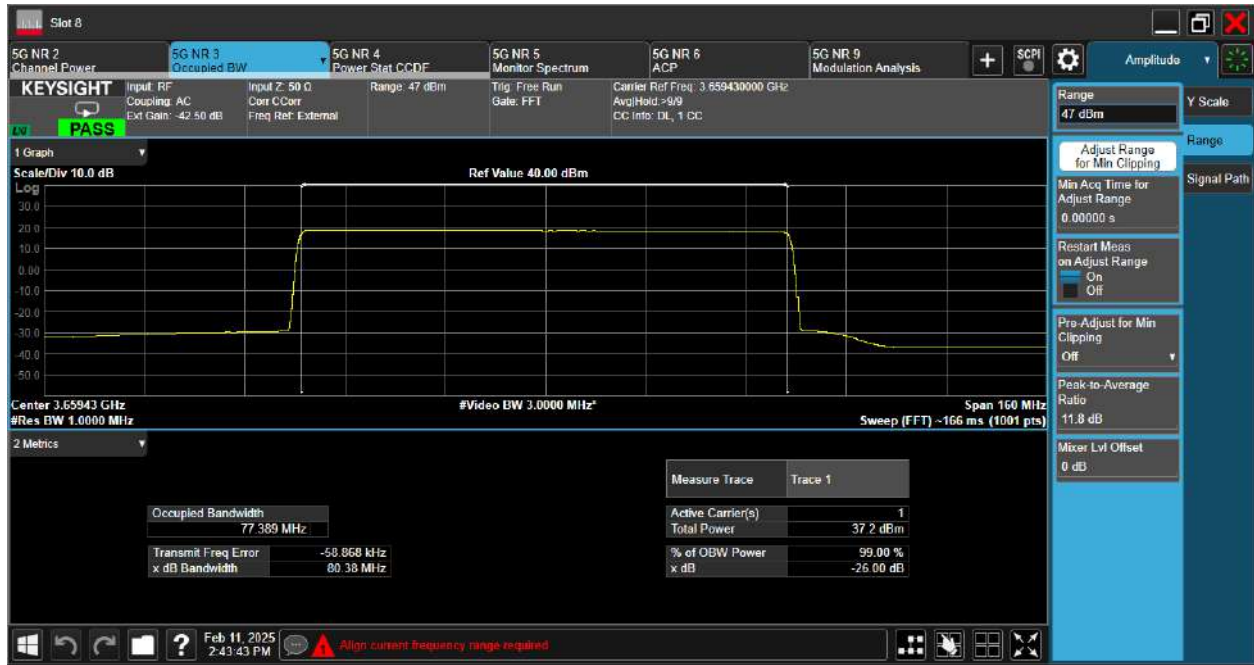 Slot 8
5G NR 2
Channel Power
5G NR 3
Occupied BW
5G NR 4
Power Stat CCDF
5G NR 5
Monitor Spectrum
5G NR 6
ACP
5G NR 9
Modulation Analysis
+
SCPI
Amplitude
KEYSIGHT
LXI
PASS
Input: RF
Coupling: AC
Ext Gain: -42.50 dB
Input Z: 50 Ω
Corr CCorr
Freq Ref: External
Range: 47 dBm
Trig: Free Run
Gate: FFT
Carrier Ref Freq: 3.659430000 GHz
Avg|Hold:>9/9
CC Info: DL, 1 CC
1 Graph
Scale/Div 10.0 dB
Ref Value 40.00 dBm
Log
30.0
20.0
10.0
0.00
-10.0
-20.0
-30.0
-40.0
-50.0
Center 3.65943 GHz
#Video BW 3.0000 MHz*
Span 160 MHz
#Res BW 1.0000 MHz
Sweep (FFT) ~166 ms (1001 pts)
2 Metrics
Measure Trace Trace 1
Occupied Bandwidth
77.389 MHz
Active Carrier(s) 1
Total Power 37.2 dBm
Transmit Freq Error -58.868 kHz
x dB Bandwidth 80.38 MHz
% of OBW Power 99.00 %
x dB -26.00 dB
Range
47 dBm
Adjust Range
for Min Clipping
Min Acq Time for
Adjust Range
0.00000 s
Restart Meas
on Adjust Range
On
Off
Pre-Adjust for Min
Clipping
Off
Peak-to-Average
Ratio
11.8 dB
Mixer Lvl Offset
0 dB
Y Scale
Range
Signal Path
?
Feb 11, 2025
2:43:43 PM
Align current frequency range required